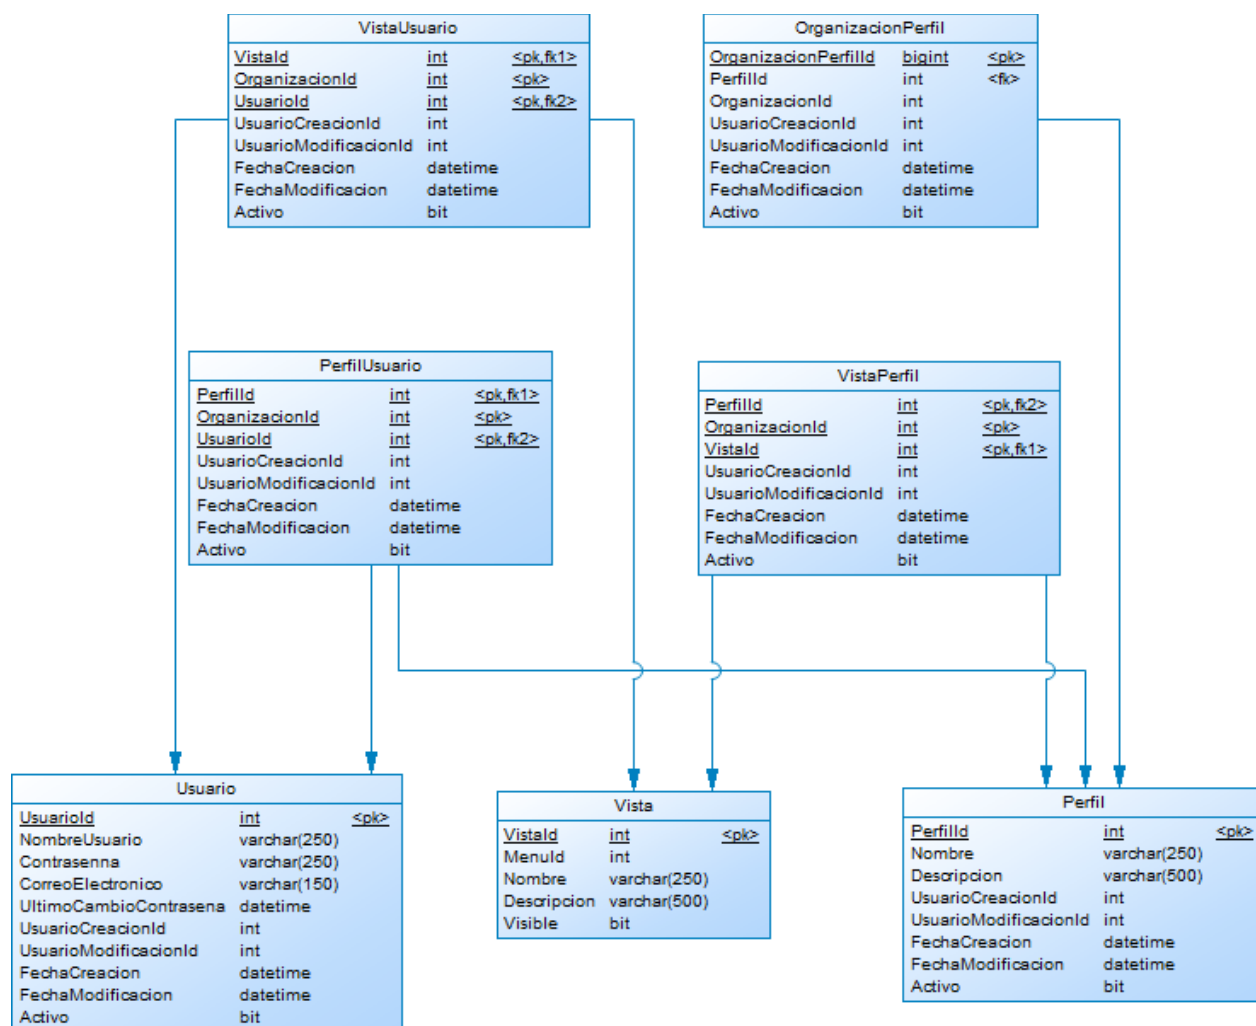 VistaUsuario
VistaId int <pk,fk1>
OrganizacionId int <pk>
UsuarioId int <pk,fk2>
UsuarioCreacionId int
UsuarioModificacionId int
FechaCreacion datetime
FechaModificacion datetime
Activo bit
OrganizacionPerfil
OrganizacionPerfilId bigint <pk>
PerfilId int <fk>
OrganizacionId int
UsuarioCreacionId int
UsuarioModificacionId int
FechaCreacion datetime
FechaModificacion datetime
Activo bit
PerfilUsuario
PerfilId int <pk,fk1>
OrganizacionId int <pk>
UsuarioId int <pk,fk2>
UsuarioCreacionId int
UsuarioModificacionId int
FechaCreacion datetime
FechaModificacion datetime
Activo bit
VistaPerfil
PerfilId int <pk,fk2>
OrganizacionId int <pk>
VistaId int <pk,fk1>
UsuarioCreacionId int
UsuarioModificacionId int
FechaCreacion datetime
FechaModificacion datetime
Activo bit
Usuario
UsuarioId int <pk>
NombreUsuario varchar(250)
Contrasenna varchar(250)
CorreoElectronico varchar(150)
UltimoCambioContrasena datetime
UsuarioCreacionId int
UsuarioModificacionId int
FechaCreacion datetime
FechaModificacion datetime
Activo bit
Vista
VistaId int <pk>
MenuId int
Nombre varchar(250)
Descripcion varchar(500)
Visible bit
Perfil
PerfilId int <pk>
Nombre varchar(250)
Descripcion varchar(500)
UsuarioCreacionId int
UsuarioModificacionId int
FechaCreacion datetime
FechaModificacion datetime
Activo bit